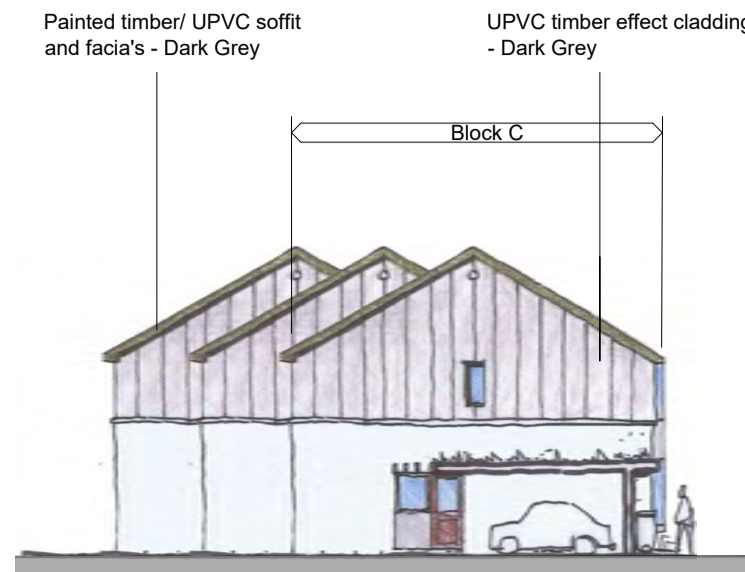 Painted timber/ UPVC soffit
and facia's - Dark Grey
UPVC timber effect cladding
- Dark Grey
Block C